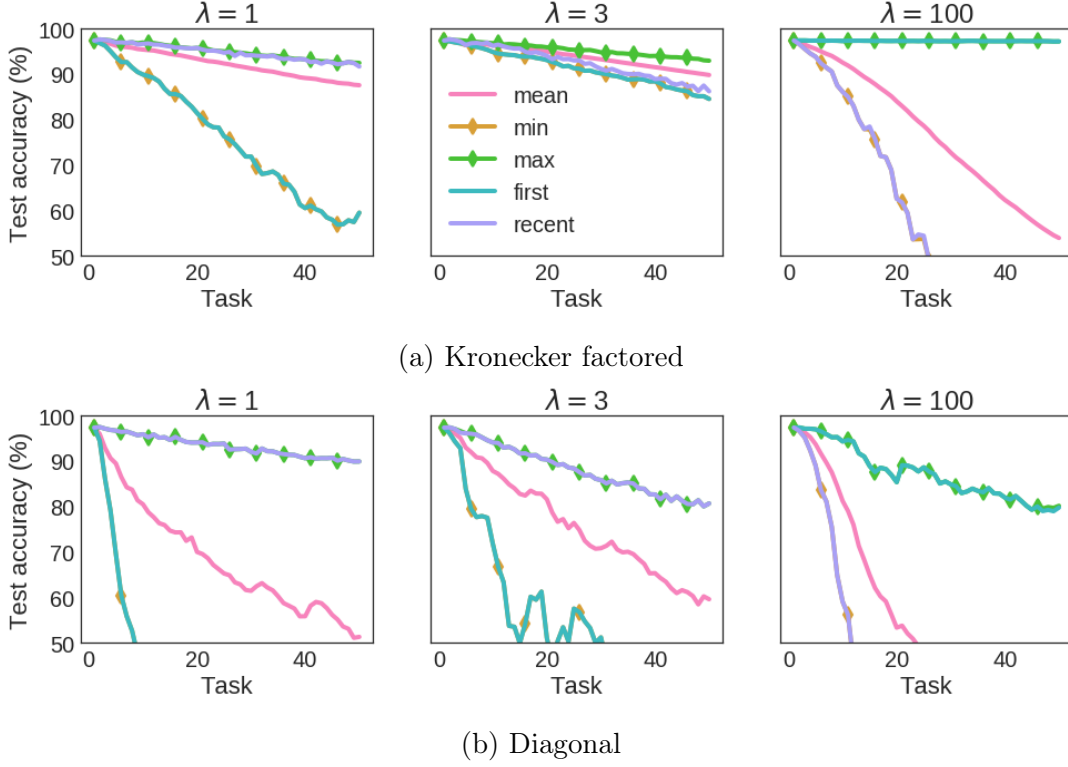 λ = 1
λ = 3
λ = 100
Test accuracy (%)
100
90
80
70
60
50
mean
min
max
first
recent
0 20 40
0 20 40
0 20 40
Task
Task
Task
(a) Kronecker factored
λ = 1
λ = 3
λ = 100
Test accuracy (%)
100
90
80
70
60
50
0 20 40
0 20 40
0 20 40
Task
Task
Task
(b) Diagonal